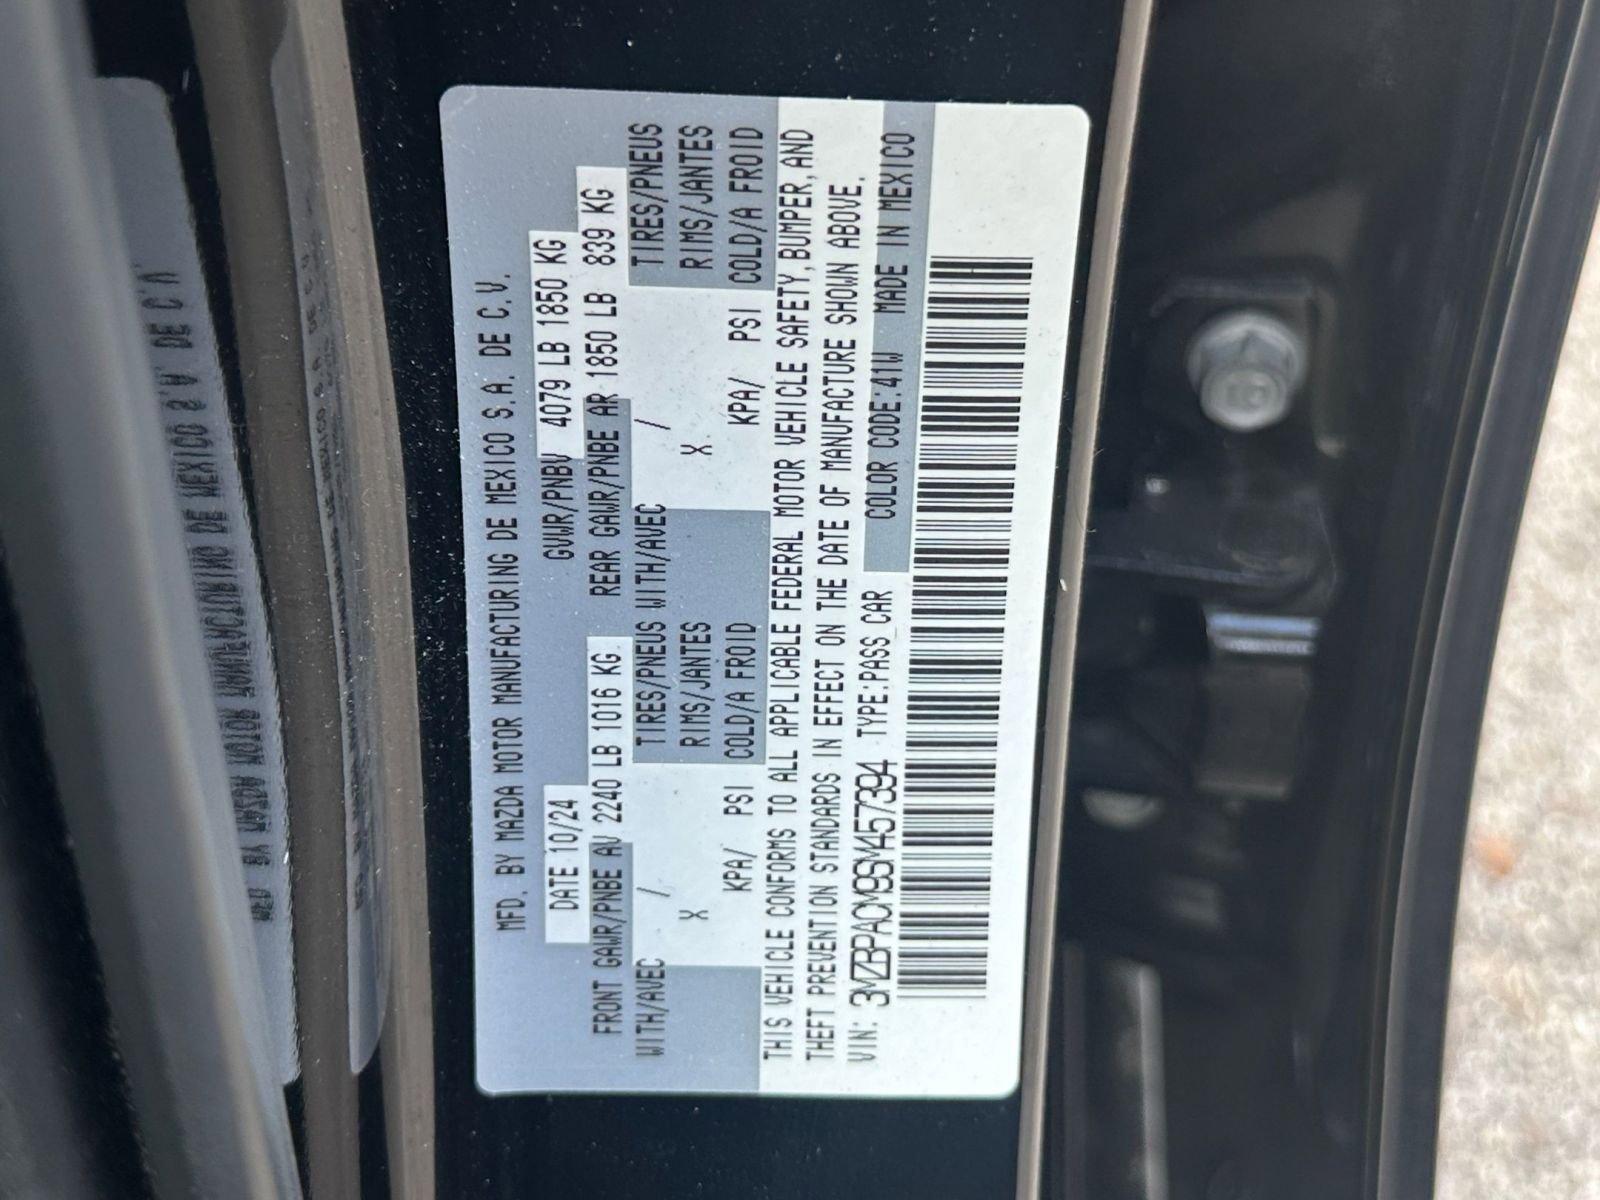 MFD. BY MAZDA MOTOR MANUFACTURING DE MEXICO S.A. DE C.V.
DATE 10/24 GVWR/PNBV 4079 LB 1850 KG
FRONT GAWR/PNBE AV 2240 LB 1016 KG REAR GAWR/PNBE AR 1850 LB 839 KG
WITH/AVEC / TIRES/PNEUS WITH/AVEC / TIRES/PNEUS
X RIMS/JANTES X RIMS/JANTES
KPA/ PSI COLD/A FROID KPA/ PSI COLD/A FROID
THIS VEHICLE CONFORMS TO ALL APPLICABLE FEDERAL MOTOR VEHICLE SAFETY,BUMPER,AND
THEFT PREVENTION STANDARDS IN EFFECT ON THE DATE OF MANUFACTURE SHOWN ABOVE.
VIN: 3MZBPACM9SM457394 TYPE:PASS CAR COLOR CODE:41W MADE IN MEXICO